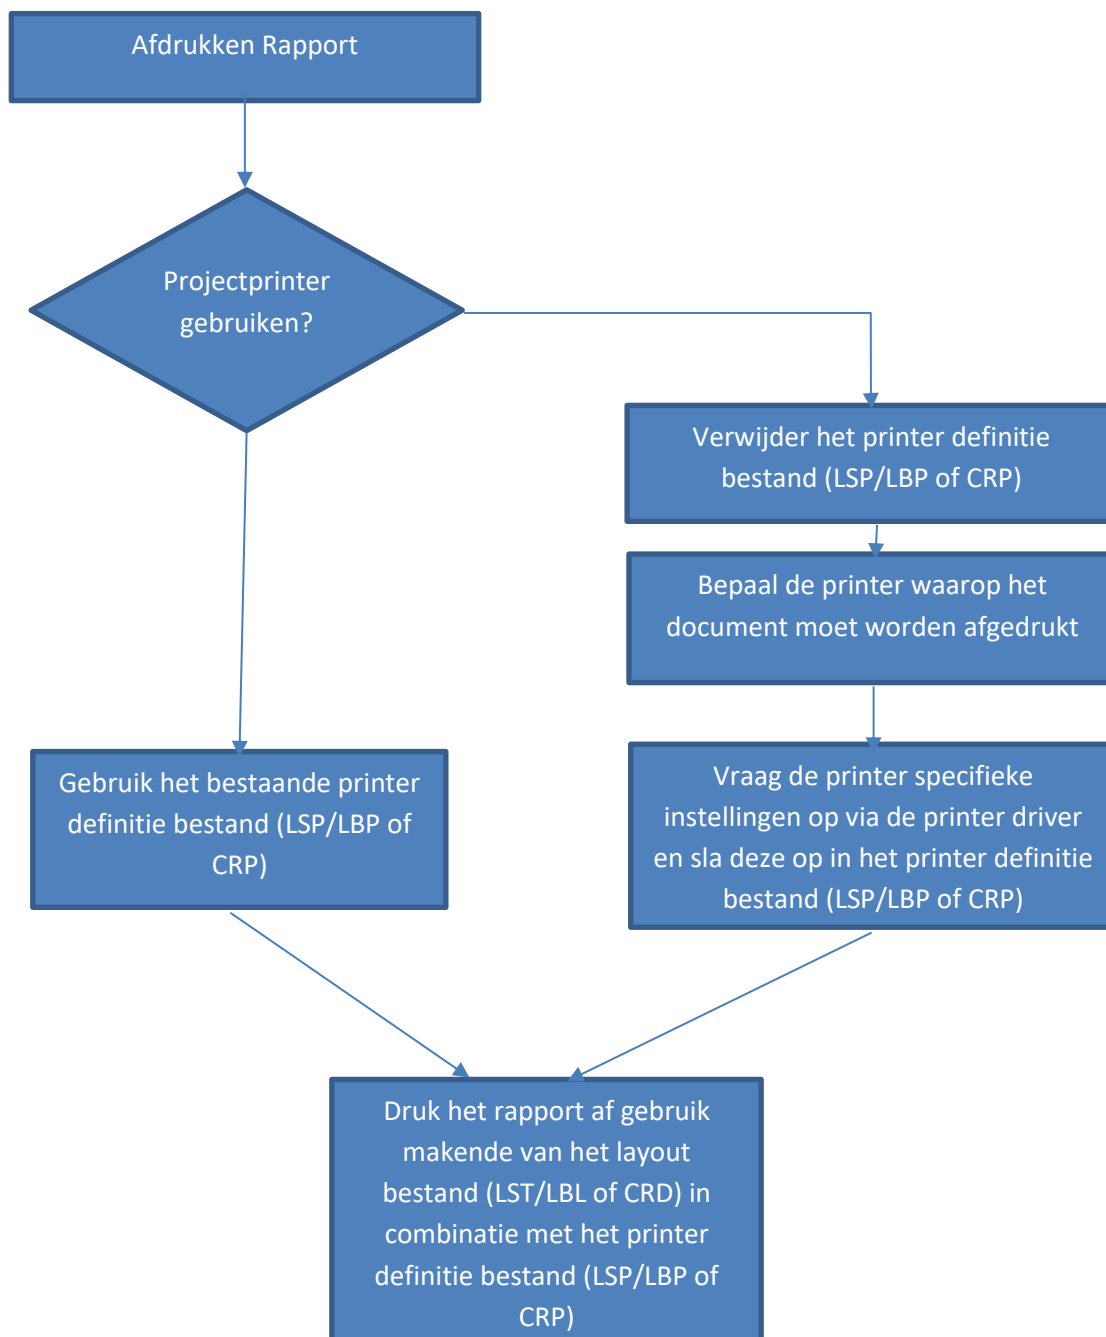 Afdrukken Rapport
Projectprinter
gebruiken?
Verwijder het printer definitie
bestand (LSP/LBP of CRP)
Bepaal de printer waarop het
document moet worden afgedrukt
Gebruik het bestaande printer
definitie bestand (LSP/LBP of
CRP)
Vraag de printer specifieke
instellingen op via de printer driver
en sla deze op in het printer definitie
bestand (LSP/LBP of CRP)
Druk het rapport af gebruik
makende van het layout
bestand (LST/LBL of CRD) in
combinatie met het printer
definitie bestand (LSP/LBP of
CRP)